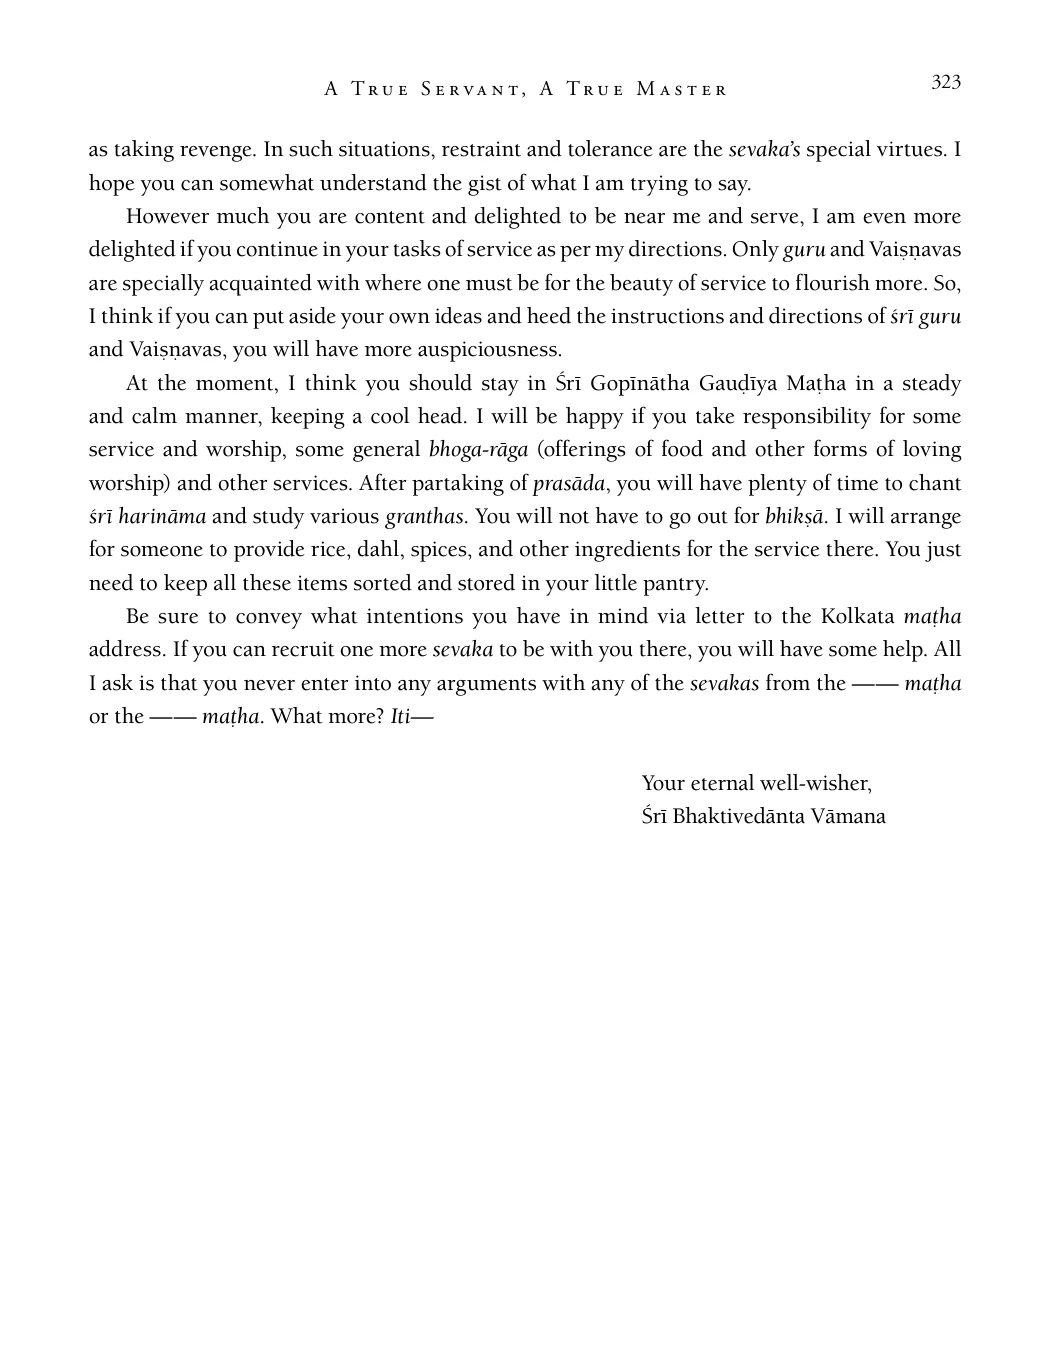 A True Servant, A True Master 323
as taking revenge. In such situations, restraint and tolerance are the sevaka's special virtues. I
hope you can somewhat understand the gist of what I am trying to say.
However much you are content and delighted to be near me and serve, I am even more
delighted if you continue in your tasks of service as per my directions. Only guru and Vaiṣṇavas
are specially acquainted with where one must be for the beauty of service to flourish more. So,
I think if you can put aside your own ideas and heed the instructions and directions of śrī guru
and Vaiṣṇavas, you will have more auspiciousness.
At the moment, I think you should stay in Śrī Gopīnātha Gauḍīya Maṭha in a steady
and calm manner, keeping a cool head. I will be happy if you take responsibility for some
service and worship, some general bhoga-rāga (offerings of food and other forms of loving
worship) and other services. After partaking of prasāda, you will have plenty of time to chant
śrī harināma and study various granthas. You will not have to go out for bhikṣā. I will arrange
for someone to provide rice, dahl, spices, and other ingredients for the service there. You just
need to keep all these items sorted and stored in your little pantry.
Be sure to convey what intentions you have in mind via letter to the Kolkata maṭha
address. If you can recruit one more sevaka to be with you there, you will have some help. All
I ask is that you never enter into any arguments with any of the sevakas from the —— maṭha
or the —— maṭha. What more? Iti—
Your eternal well-wisher,
Śrī Bhaktivedānta Vāmana